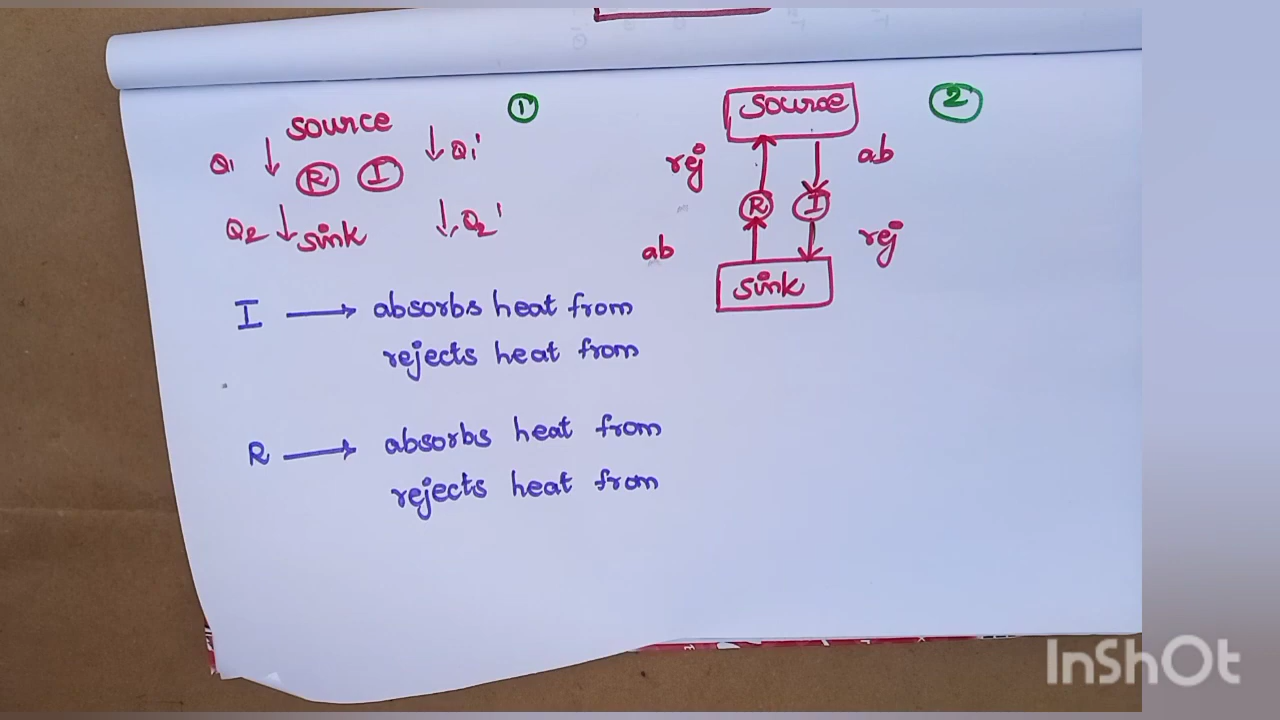 ①
source
Q1 ↓ ↓ Q1'
R I
Q2 ↓ sink ↓ Q2'
I → absorbs heat from
rejects heat from
R → absorbs heat from
rejects heat from
②
source
rej ab
R I
ab rej
sink
InShOt